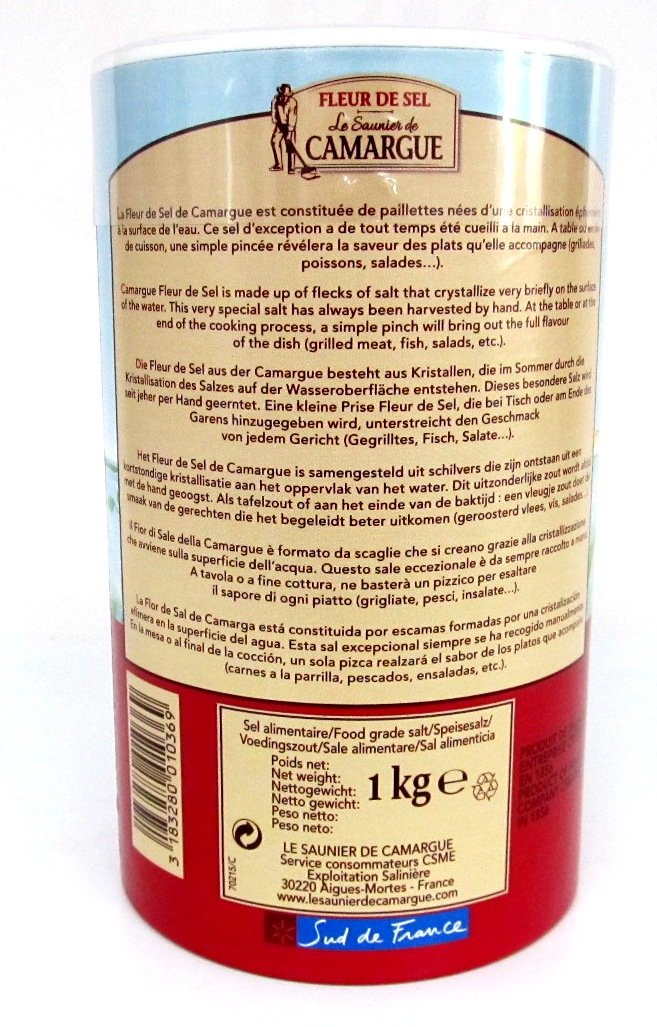 FLEUR DE SEL
Le Saunier de
CAMARGUE
La Fleur de Sel de Camargue est constituée de paillettes nées d'une cristallisation
à la surface de l'eau. Ce sel d'exception a de tout temps été cueilli à la main. A table ou
de cuisson, une simple pincée révélera la saveur des plats qu'elle accompagne (grillades,
poissons, salades...).
Camargue Fleur de Sel is made up of flecks of salt that crystallize very briefly on the surface
of the water. This very special salt has always been harvested by hand. At the table or at the
end of the cooking process, a simple pinch will bring out the full flavour
of the dish (grilled meat, fish, salads, etc.).
Die Fleur de Sel aus der Camargue besteht aus Kristallen, die im Sommer durch die
Kristallisation des Salzes auf der Wasseroberfläche entstehen. Dieses besondere Salz wird
seit jeher per Hand geerntet. Eine kleine Prise Fleur de Sel, die bei Tisch oder am Ende des
Garens hinzugegeben wird, unterstreicht den Geschmack
von jedem Gericht (Gegrilltes, Fisch, Salate...).
Het Fleur de Sel de Camargue is samengesteld uit schilvers die zijn ontstaan uit een
kortstondige kristallisatie aan het oppervlak van het water. Dit uitzonderlijke zout wordt
met de hand geoogst. Als tafelzout of aan het einde van de baktijd : een vleugje zout doet de
smaak van de gerechten die het begeleidt beter uitkomen (geroosterd vlees, vis, salades...)
Il Fior di Sale della Camargue è formato da scaglie che si creano grazie alla cristallizzazione
che avviene sulla superficie dell'acqua. Questo sale eccezionale è da sempre raccolto a mano.
A tavola o a fine cottura, ne basterà un pizzico per esaltare
il sapore di ogni piatto (grigliate, pesci, insalate...).
La Flor de Sal de Camarga está constituida por escamas formadas por una cristalización
efímera en la superficie del agua. Esta sal excepcional siempre se ha recogido manualmente.
En la mesa o al final de la cocción, un sola pizca realzará el sabor de los platos que acompaña
(carnes a la parrilla, pescados, ensaladas, etc.).
3 183280 010369
Sel alimentaire/Food grade salt/Speisesalz/
Voedingszout/Sale alimentare/Sal alimenticia
Poids net:
Net weight:
Nettogewicht:
Netto gewicht:
Peso netto:
Peso neto:
1 kg e
70215/C
LE SAUNIER DE CAMARGUE
Service consommateurs CSME
Exploitation Salinière
30220 Aigues-Mortes - France
www.lesaunierdecamargue.com
PRODUIT DE
ENTREPRISE
EN 1856
PRODUCT OF
COMPANY
IN 1856
Sud de France